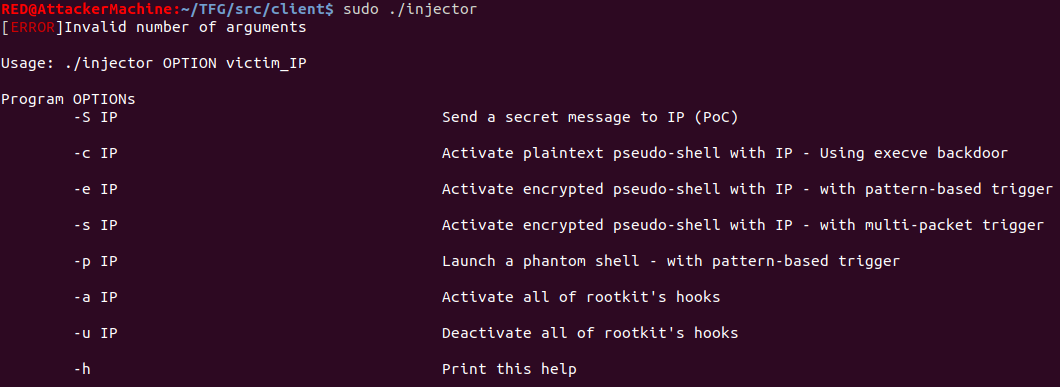 RED@AttackerMachine:~/TFG/src/client$ sudo ./injector
[ERROR]Invalid number of arguments
Usage: ./injector OPTION victim_IP
Program OPTIONs
-S IP Send a secret message to IP (PoC)
-c IP Activate plaintext pseudo-shell with IP - Using execve backdoor
-e IP Activate encrypted pseudo-shell with IP - with pattern-based trigger
-s IP Activate encrypted pseudo-shell with IP - with multi-packet trigger
-p IP Launch a phantom shell - with pattern-based trigger
-a IP Activate all of rootkit's hooks
-u IP Deactivate all of rootkit's hooks
-h Print this help